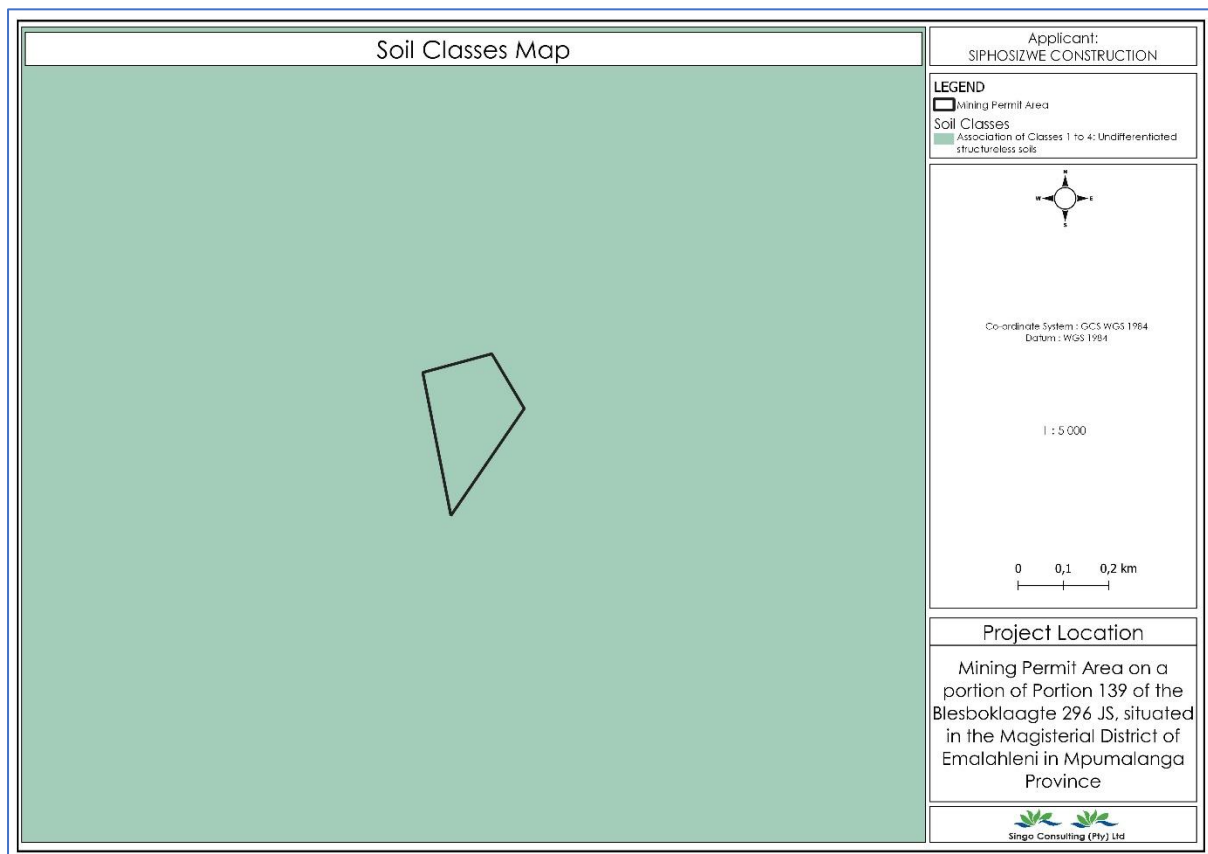 Soil Classes Map
Applicant:
SIPHOSIZWE CONSTRUCTION
LEGEND
Mining Permit Area
Soil Classes
Association of Classes 1 to 4: Undifferentiated
structureless soils
N
W
E
S
Co-ordinate System : GCS WGS 1984
Datum : WGS 1984
1 : 5 000
0 0,1 0,2 km
Project Location
Mining Permit Area on a
portion of Portion 139 of the
Blesboklaagte 296 JS, situated
in the Magisterial District of
Emalahleni in Mpumalanga
Province
Singo Consulting (Pty) Ltd